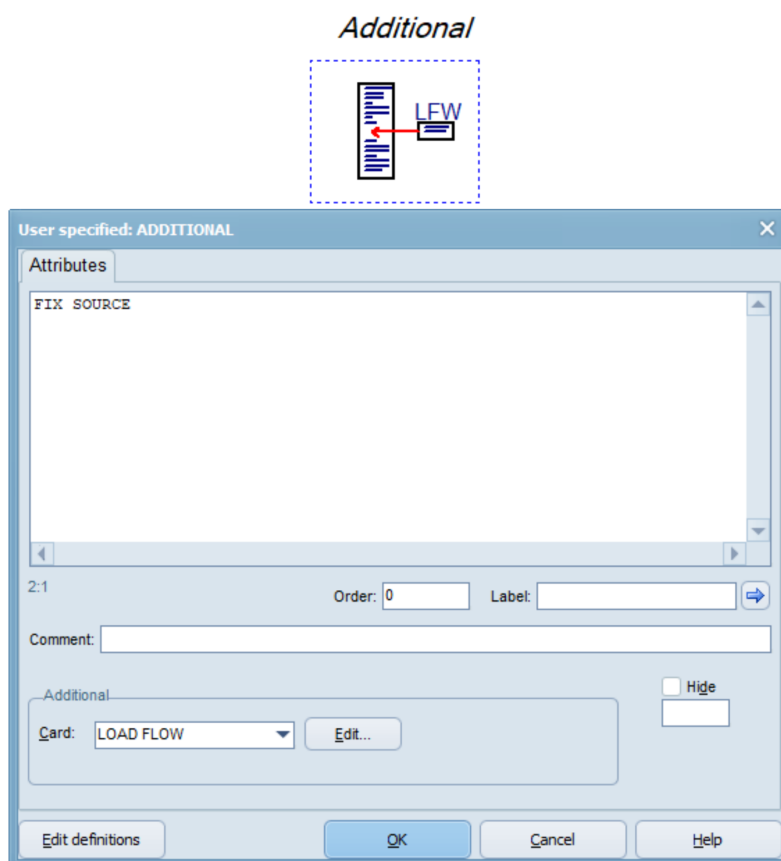 Additional
LFW
User specified: ADDITIONAL
Attributes
FIX SOURCE
2:1
Order: 0
Label:
Comment:
Hide
Additional
Card: LOAD FLOW
Edit...
Edit definitions
OK
Cancel
Help